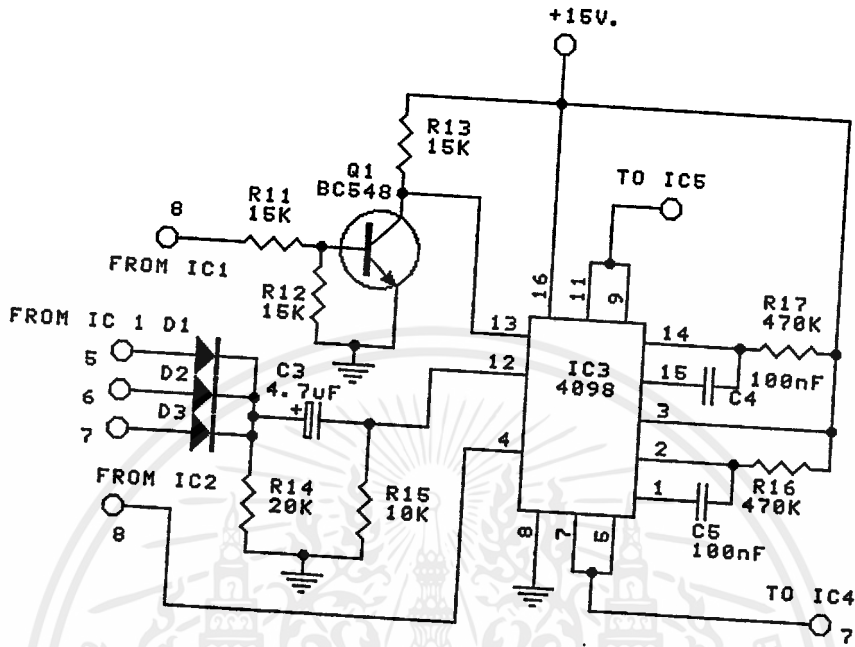 +15V.
R13
15K
Q1
BC548
TO IC5
8
R11
15K
FROM IC1
R12
15K
16
11
9
13
14
R17
470K
FROM IC 1 D1
5
C3
4.7uF
12
IC3
4098
15
100nF
C4
D2
6
3
D3
7
4
2
FROM IC2
8
R14
20K
R15
10K
1
R16
470K
8
7
5
C5
100nF
TO IC4
7